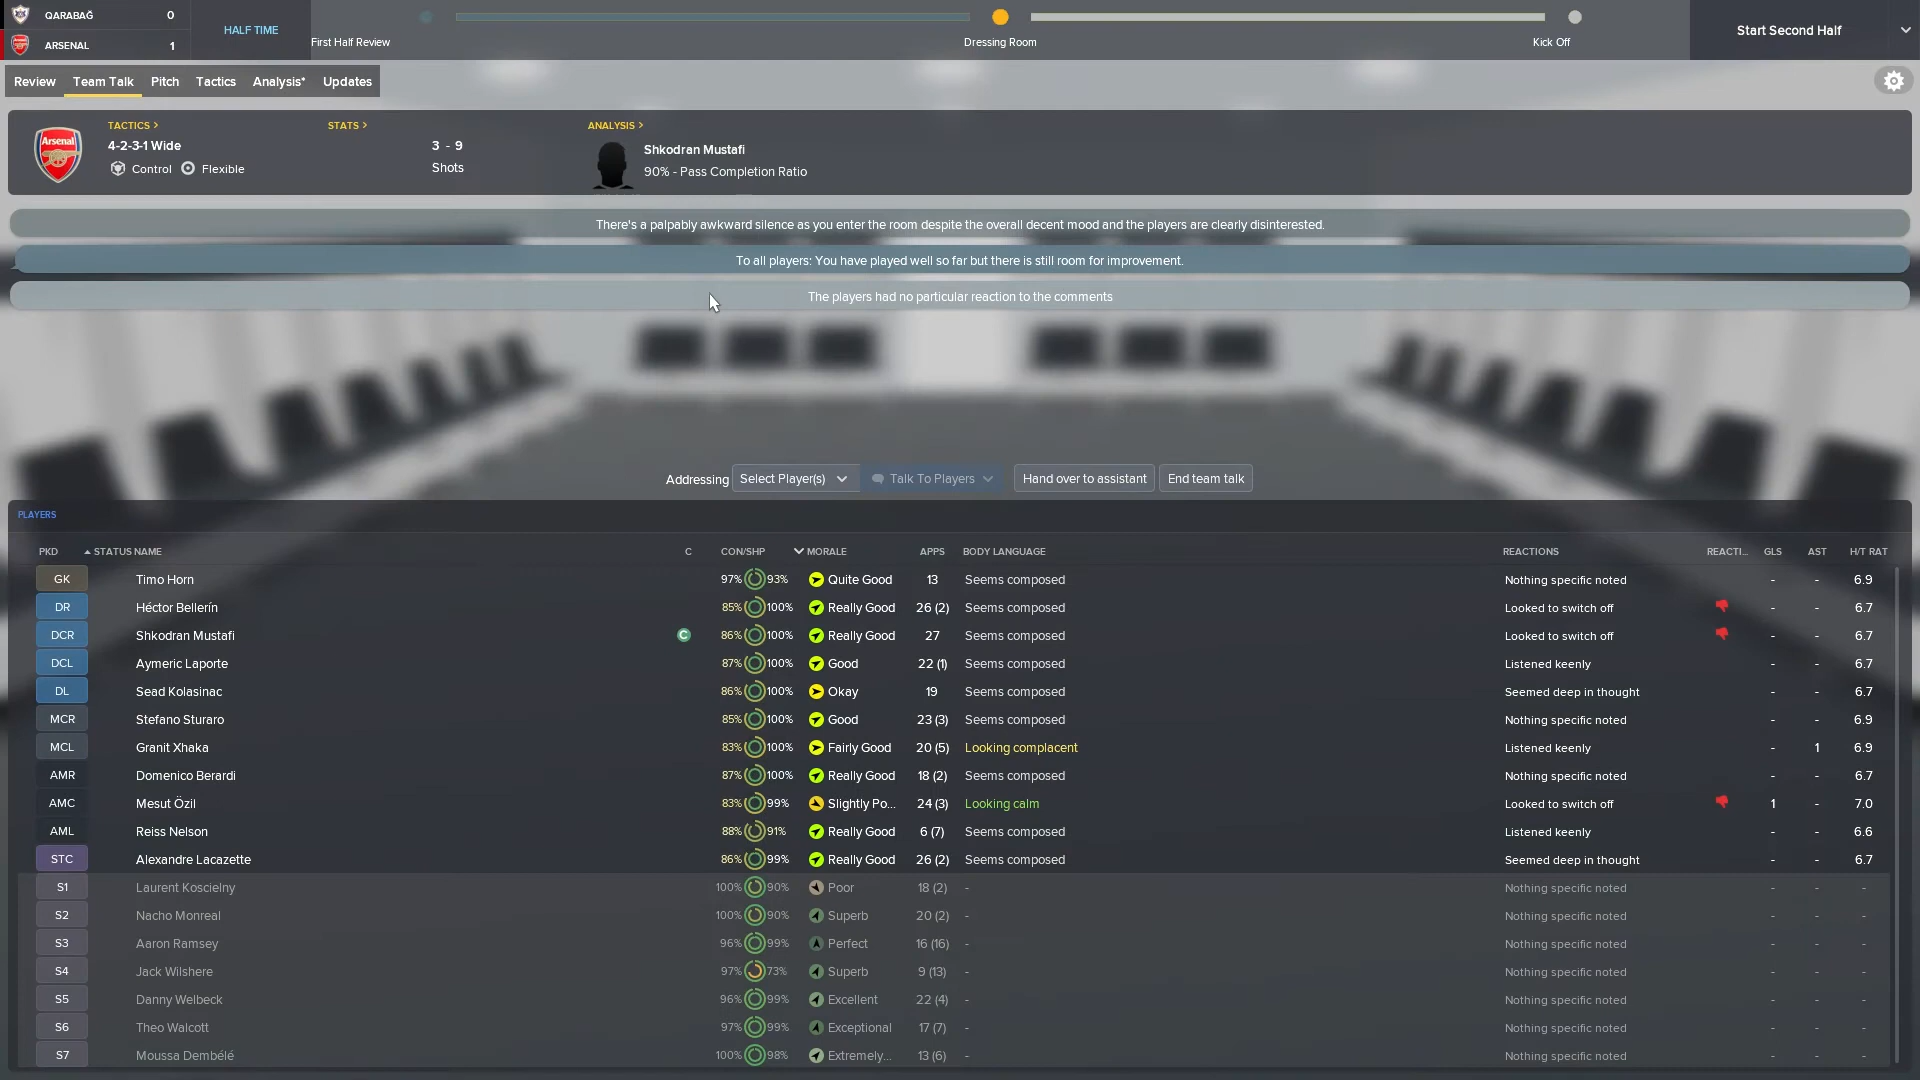 QARABAĞ 0
ARSENAL 1
HALF TIME
First Half Review
Dressing Room
Kick Off
Start Second Half
Review Team Talk Pitch Tactics Analysis* Updates
Arsenal
TACTICS >
4-2-3-1 Wide
Control Flexible
STATS >
3 - 9
Shots
ANALYSIS >
Shkodran Mustafi
90% - Pass Completion Ratio
There's a palpably awkward silence as you enter the room despite the overall decent mood and the players are clearly disinterested.
To all players: You have played well so far but there is still room for improvement.
The players had no particular reaction to the comments
Addressing Select Player(s) Talk To Players Hand over to assistant End team talk
PLAYERS
PKD STATUS NAME C CON/SHP MORALE APPS BODY LANGUAGE REACTIONS REACTI... GLS AST H/T RAT
GK Timo Horn 97% 93% Quite Good 13 Seems composed Nothing specific noted - - 6.9
DR Héctor Bellerín 85% 100% Really Good 26 (2) Seems composed Looked to switch off - - 6.7
DCR Shkodran Mustafi C 86% 100% Really Good 27 Seems composed Looked to switch off - - 6.7
DCL Aymeric Laporte 87% 100% Good 22 (1) Seems composed Listened keenly - - 6.7
DL Sead Kolasinac 86% 100% Okay 19 Seems composed Seemed deep in thought - - 6.7
MCR Stefano Sturaro 85% 100% Good 23 (3) Seems composed Nothing specific noted - - 6.9
MCL Granit Xhaka 83% 100% Fairly Good 20 (5) Looking complacent Listened keenly - 1 6.9
AMR Domenico Berardi 87% 100% Really Good 18 (2) Seems composed Nothing specific noted - - 6.7
AMC Mesut Özil 83% 99% Slightly Po... 24 (3) Looking calm Looked to switch off 1 - 7.0
AML Reiss Nelson 88% 91% Really Good 6 (7) Seems composed Listened keenly - - 6.6
STC Alexandre Lacazette 86% 99% Really Good 26 (2) Seems composed Seemed deep in thought - - 6.7
S1 Laurent Koscielny 100% 90% Poor 18 (2) - Nothing specific noted - - -
S2 Nacho Monreal 100% 90% Superb 20 (2) - Nothing specific noted - - -
S3 Aaron Ramsey 96% 99% Perfect 16 (16) - Nothing specific noted - - -
S4 Jack Wilshere 97% 73% Superb 9 (13) - Nothing specific noted - - -
S5 Danny Welbeck 96% 99% Excellent 22 (4) - Nothing specific noted - - -
S6 Theo Walcott 97% 99% Exceptional 17 (7) - Nothing specific noted - - -
S7 Moussa Dembélé 100% 98% Extremely... 13 (6) - Nothing specific noted - - -